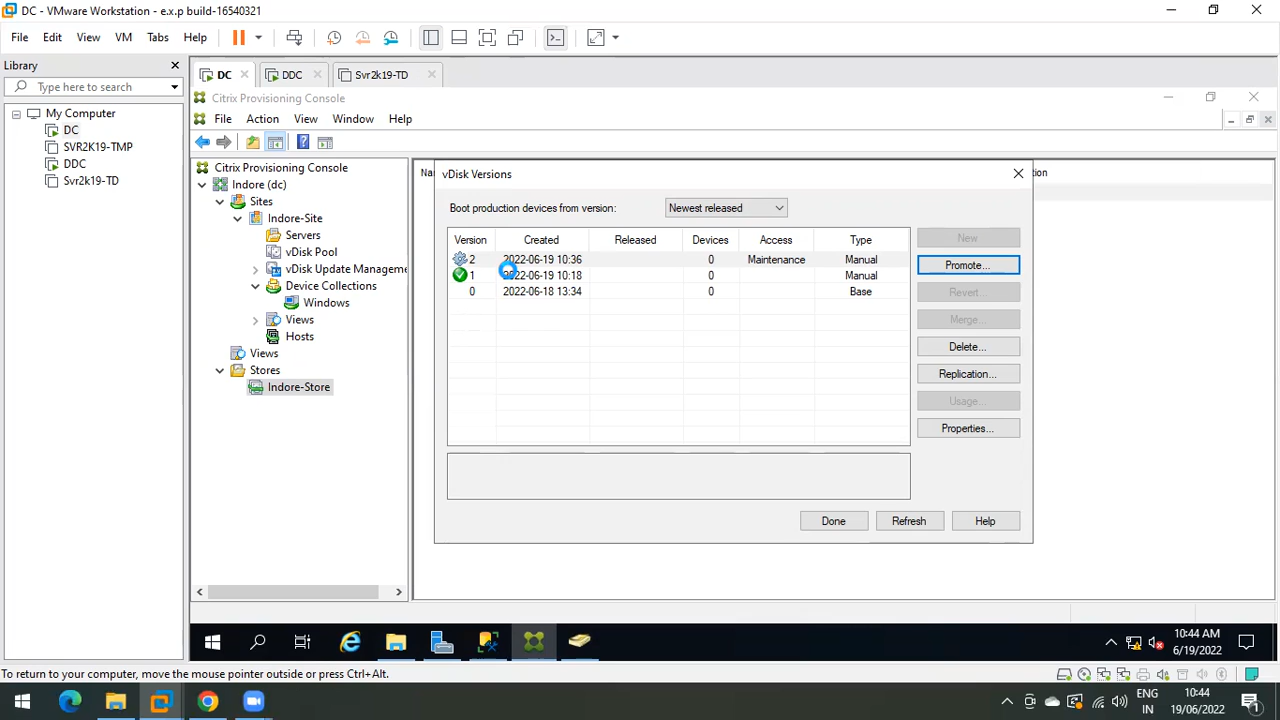 DC - VMware Workstation - e.x.p build-16540321
File Edit View VM Tabs Help
Library
Type here to search
My Computer
DC
SVR2K19-TMP
DDC
Svr2k19-TD
DC DDC Svr2k19-TD
Citrix Provisioning Console
File Action View Window Help
Citrix Provisioning Console
Indore (dc)
Sites
Indore-Site
Servers
vDisk Pool
vDisk Update Manageme
Device Collections
Windows
Views
Hosts
Views
Stores
Indore-Store
vDisk Versions
Boot production devices from version: Newest released
Version Created Released Devices Access Type
2 2022-06-19 10:36 0 Maintenance Manual
1 2022-06-19 10:18 0 Manual
0 2022-06-18 13:34 0 Base
New
Promote...
Revert...
Merge...
Delete...
Replication...
Usage...
Properties...
Done Refresh Help
10:44 AM
6/19/2022
To return to your computer, move the mouse pointer outside or press Ctrl+Alt.
ENG
IN
10:44
19/06/2022
1